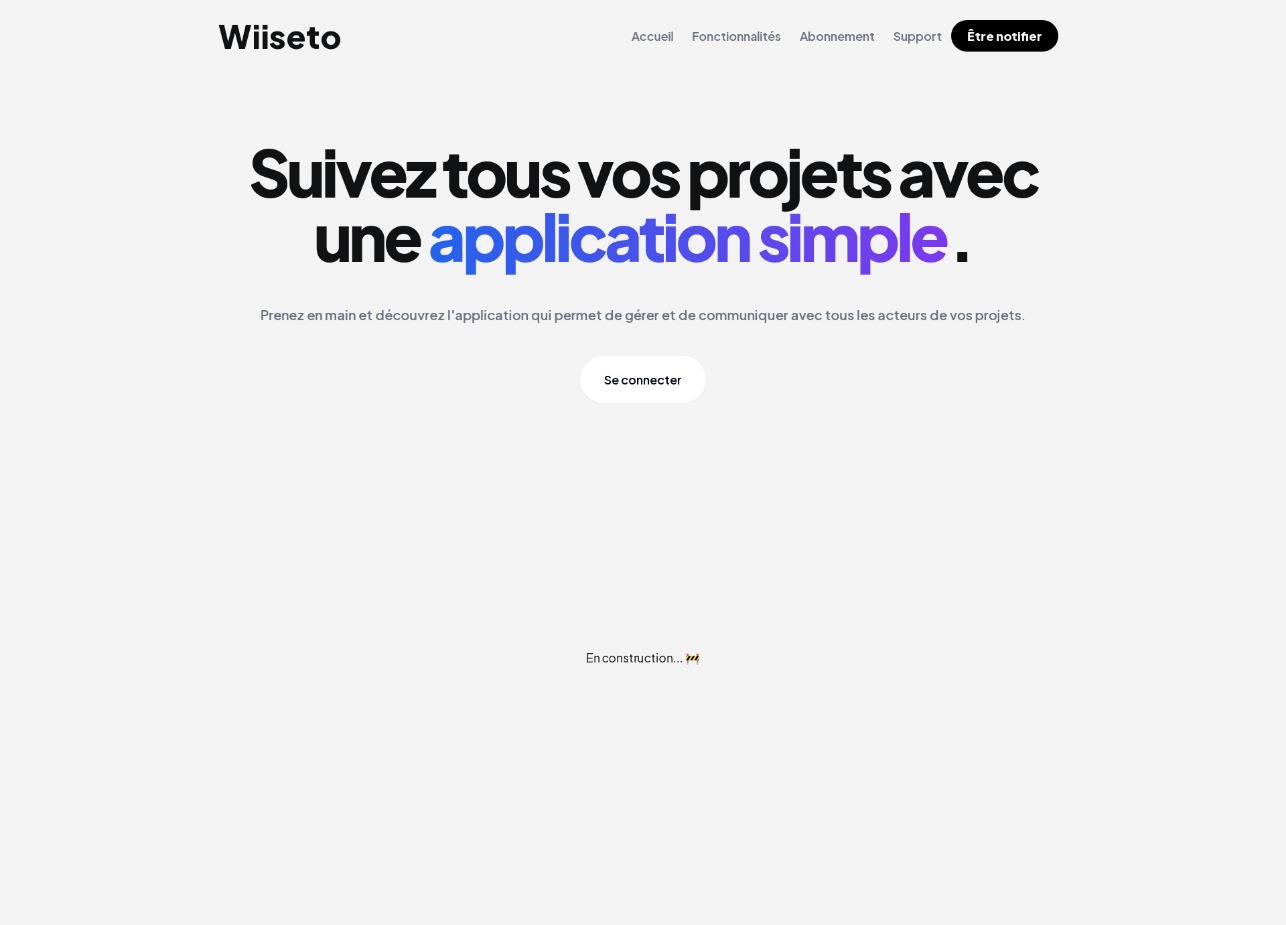 Wiiseto
Accueil
Fonctionnalités
Abonnement
Support
Être notifier
Suivez tous vos projets avec
une application simple.
Prenez en main et découvrez l'application qui permet de gérer et de communiquer avec tous les acteurs de vos projets.
Se connecter
En construction... 🚧